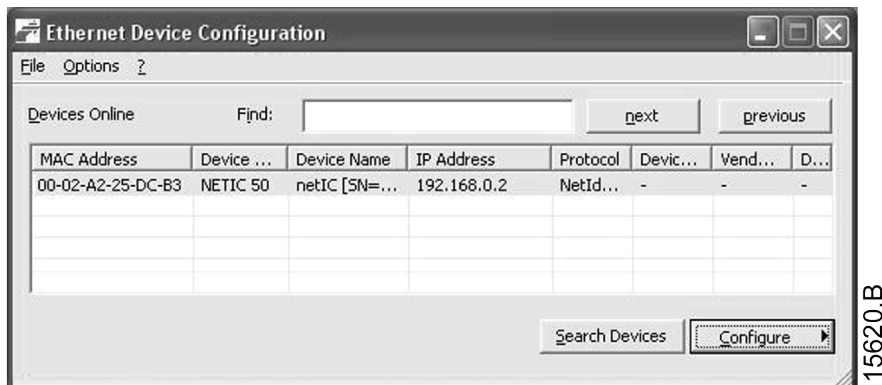 Ethernet Device Configuration
File Options ?
Devices Online Find: next previous
MAC Address Device ... Device Name IP Address Protocol Devic... Vend... D...
00-02-A2-25-DC-B3 NETIC 50 netIC [SN=... 192.168.0.2 NetId... - - -
Search Devices Configure
15620.B